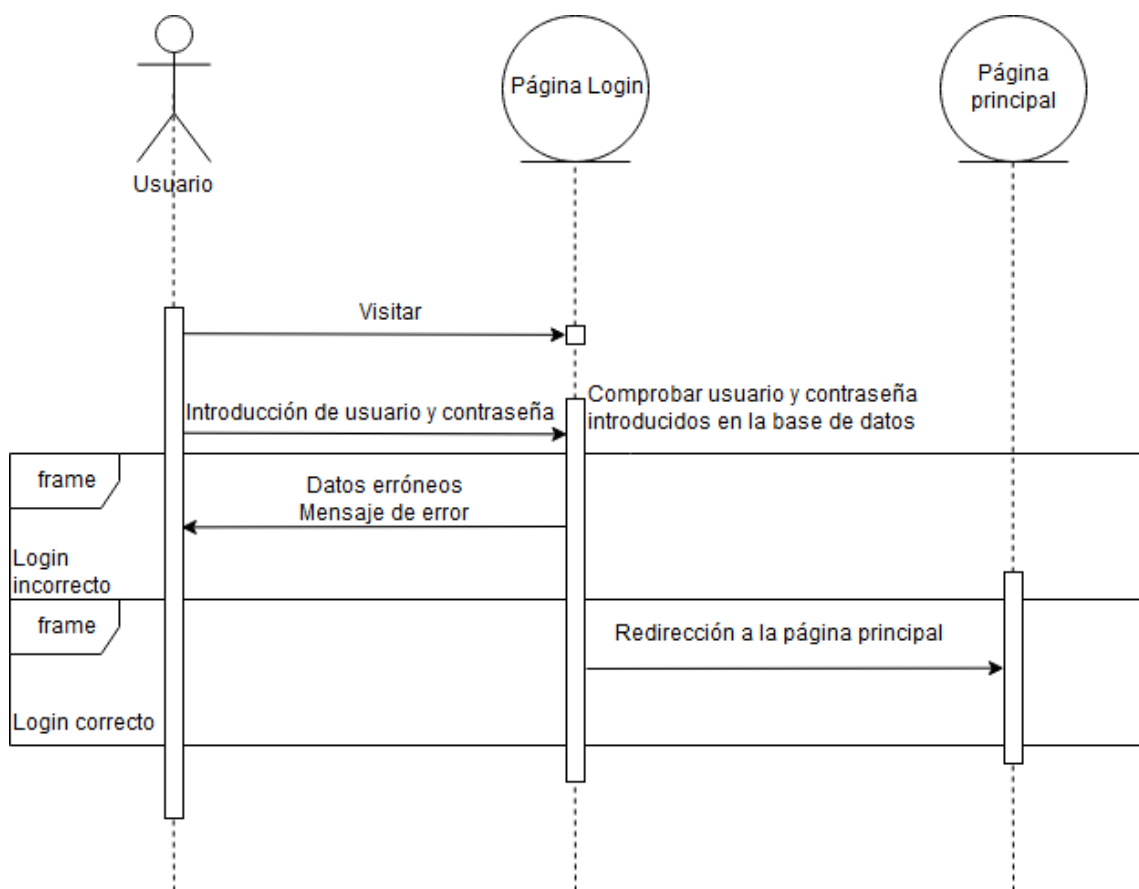 Usuario
Página Login
Página
principal
Visitar
Introducción de usuario y contraseña
Comprobar usuario y contraseña
introducidos en la base de datos
frame
Datos erróneos
Mensaje de error
Login
incorrecto
frame
Redirección a la página principal
Login correcto